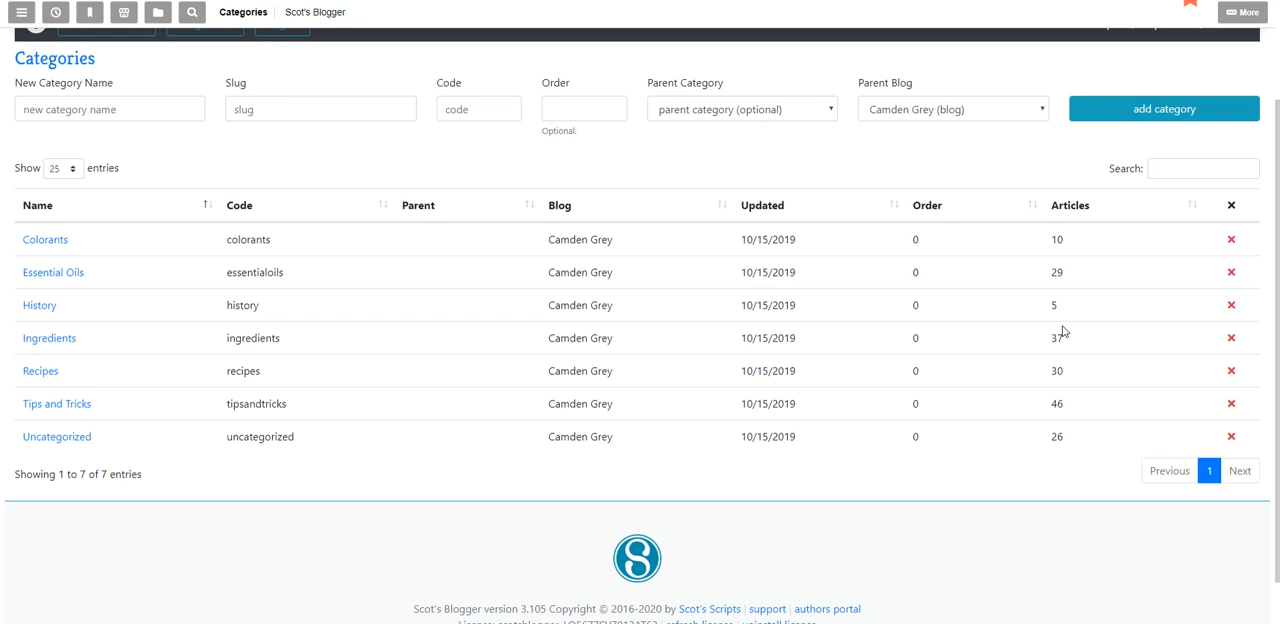 Categories Scot's Blogger More
Categories
New Category Name Slug Code Order Parent Category Parent Blog
new category name slug code parent category (optional) Camden Grey (blog) add category
Optional.
Show 25 entries Search:
Name Code Parent Blog Updated Order Articles
Colorants colorants Camden Grey 10/15/2019 0 10
Essential Oils essentialoils Camden Grey 10/15/2019 0 29
History history Camden Grey 10/15/2019 0 5
Ingredients ingredients Camden Grey 10/15/2019 0 37
Recipes recipes Camden Grey 10/15/2019 0 30
Tips and Tricks tipsandtricks Camden Grey 10/15/2019 0 46
Uncategorized uncategorized Camden Grey 10/15/2019 0 26
Showing 1 to 7 of 7 entries Previous 1 Next
S
Scot's Blogger version 3.105 Copyright © 2016-2020 by Scot's Scripts | support | authors portal